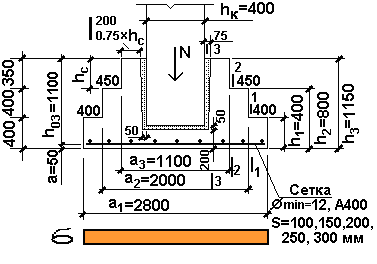 200
0.75×hc
hк=400
75
3
N
2
450
1
400
hc
450
400
50
50
200
350
400
400
h03=1100
a=50
h1=400
h2=800
h3=1150
a3=1100
2
1
a2=2000
3
a1=2800
Сетка
Ømin=12, А400
S=100,150,200,
250, 300 мм
б